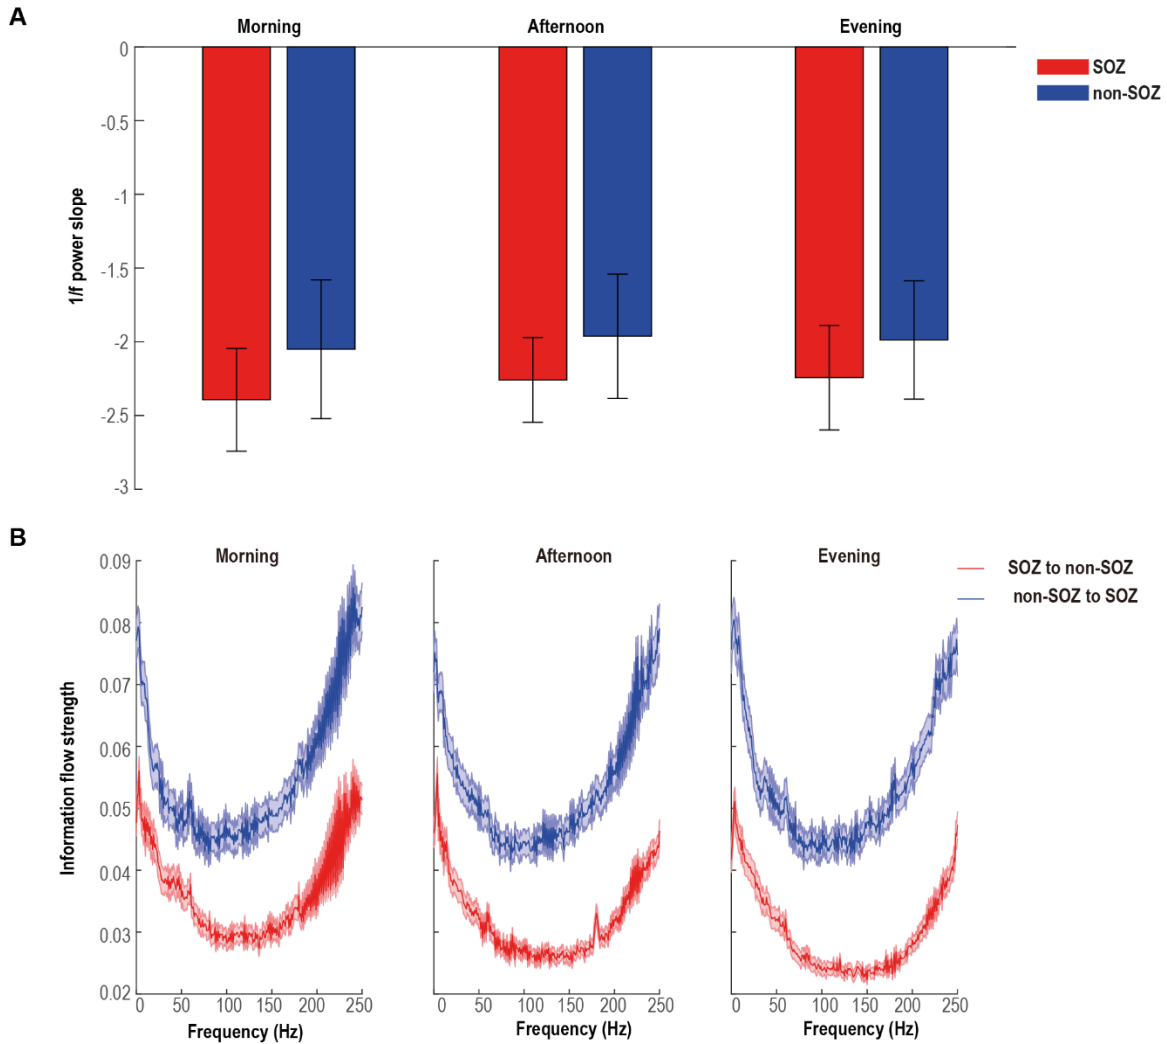 A
Morning
Afternoon
Evening
SOZ
non-SOZ
0
-0.5
-1
-1.5
-2
-2.5
-3
1/f power slope
B
Morning
Afternoon
Evening
SOZ to non-SOZ
non-SOZ to SOZ
0.09
0.08
0.07
0.06
0.05
0.04
0.03
0.02
Information flow strength
0 50 100 150 200 250
0 50 100 150 200 250
0 50 100 150 200 250
Frequency (Hz)
Frequency (Hz)
Frequency (Hz)